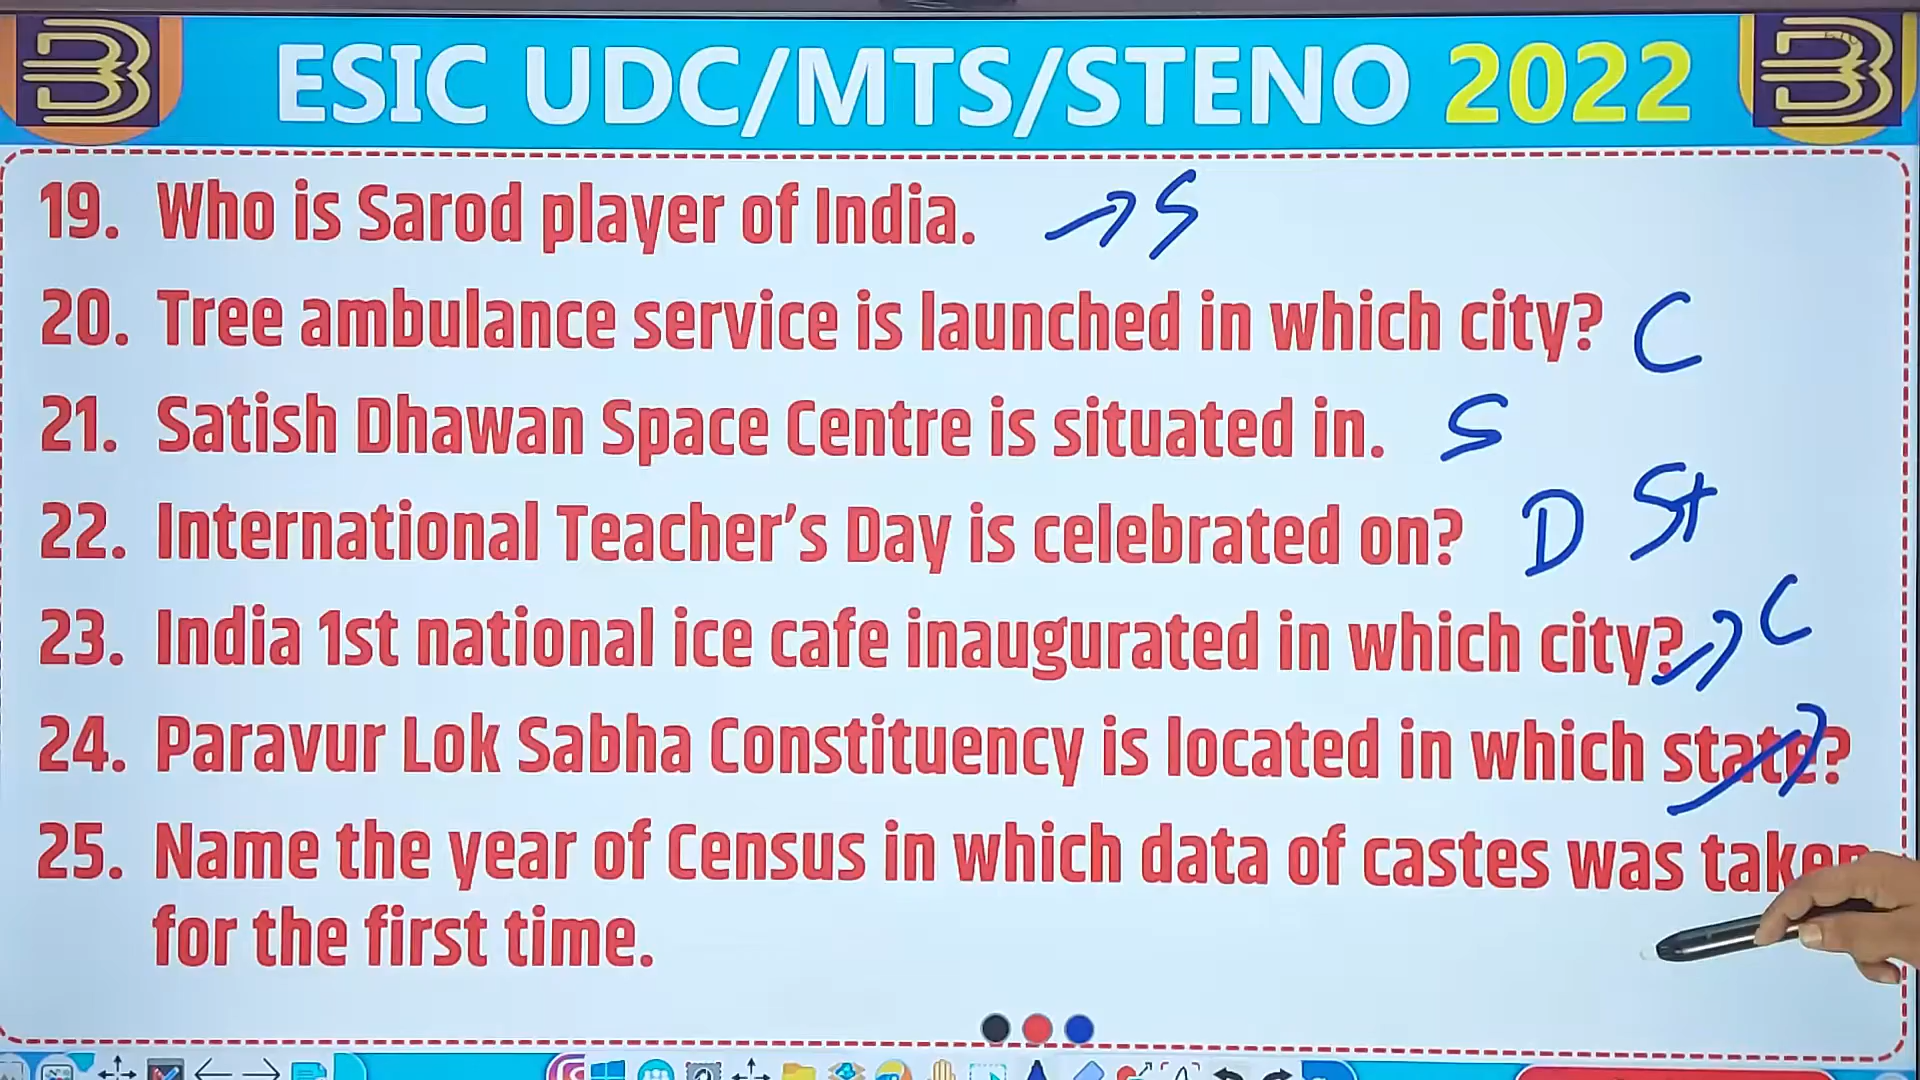 ESIC UDC/MTS/STENO 2022
19. Who is Sarod player of India. S
20. Tree ambulance service is launched in which city? C
21. Satish Dhawan Space Centre is situated in. S
22. International Teacher's Day is celebrated on? D St
23. India 1st national ice cafe inaugurated in which city? C
24. Paravur Lok Sabha Constituency is located in which state?
25. Name the year of Census in which data of castes was taken
for the first time.